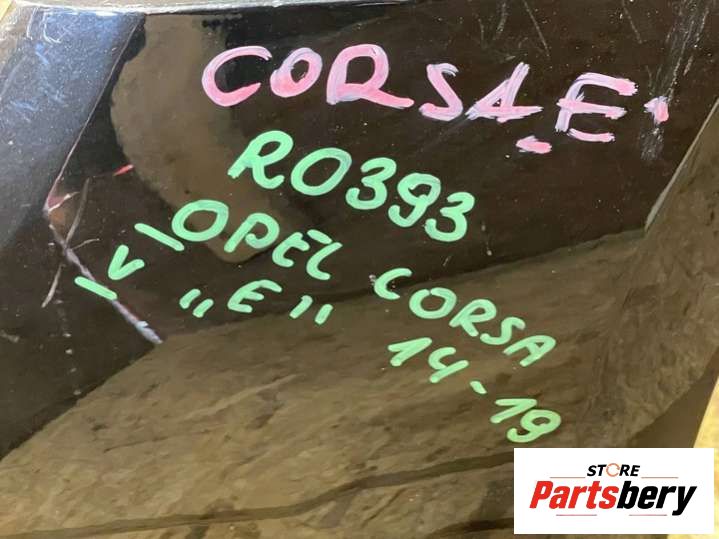 CORSA.E.
R0393
OPEL CORSA
-V-
„E" 14-19
STORE
Partsbery